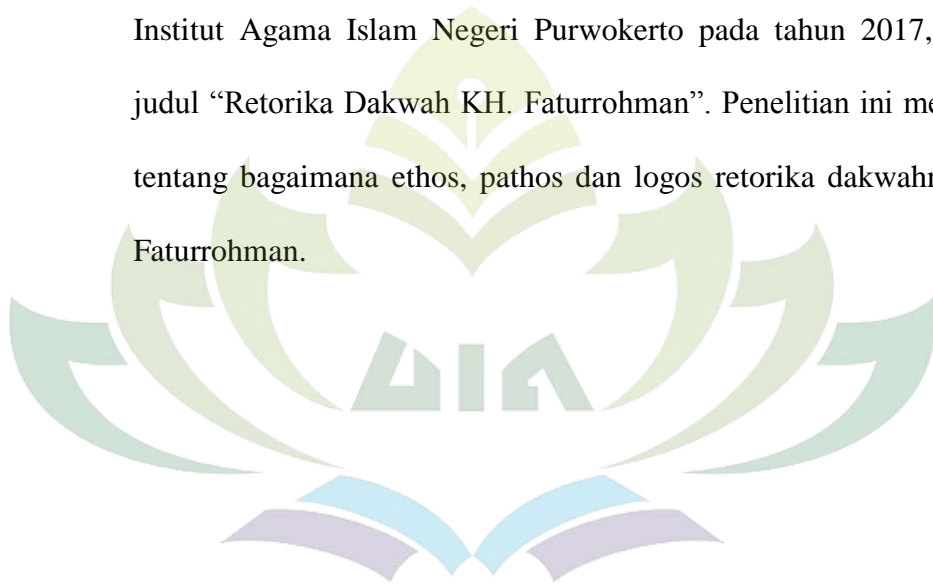 Institut Agama Islam Negeri Purwokerto pada tahun 2017,
judul “Retorika Dakwah KH. Faturrohman”. Penelitian ini
tentang bagaimana ethos, pathos dan logos retorika
Faturrohman.
UIN